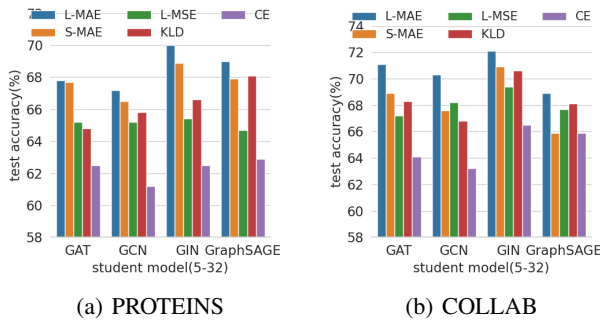 72
L-MAE L-MSE CE
S-MAE KLD
70
68
66
64
62
60
58
test accuracy(%)
GAT GCN GIN GraphSAGE
student model(5-32)
(a) PROTEINS
L-MAE L-MSE CE
S-MAE KLD
72
70
68
66
64
62
60
58
test accuracy(%)
GAT GCN GIN GraphSAGE
student model(5-32)
(b) COLLAB